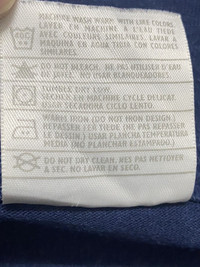 MACHINE WASH WARM WITH LIKE COLORS.
LAVER EN MACHINE A L'EAU TIEDE
AVEC COULEURS SIMILAIRES. LAVAR A
MAQUINA EN AGUA TIBIA CON COLORES
SIMILARES.
DO NOT BLEACH. NE PAS UTILISER D'EAU
DE JAVEL. NO USAR BLANQUEADORES.
TUMBLE DRY LOW.
SECHER EN MACHINE CYCLE DELICAT.
USAR SECADORA CICLO LENTO.
WARM IRON (DO NOT IRON DESIGN.)
REPASSER FER TIEDE (NE PAS REPASSER
LE DESSIN.) USAR PLANCHA TEMPERATURA
MEDIA (NO PLANCHAR ESTAMPADO.)
DO NOT DRY CLEAN. NES PAS NETTOYER
A SEC. NO LAVAR EN SECO.